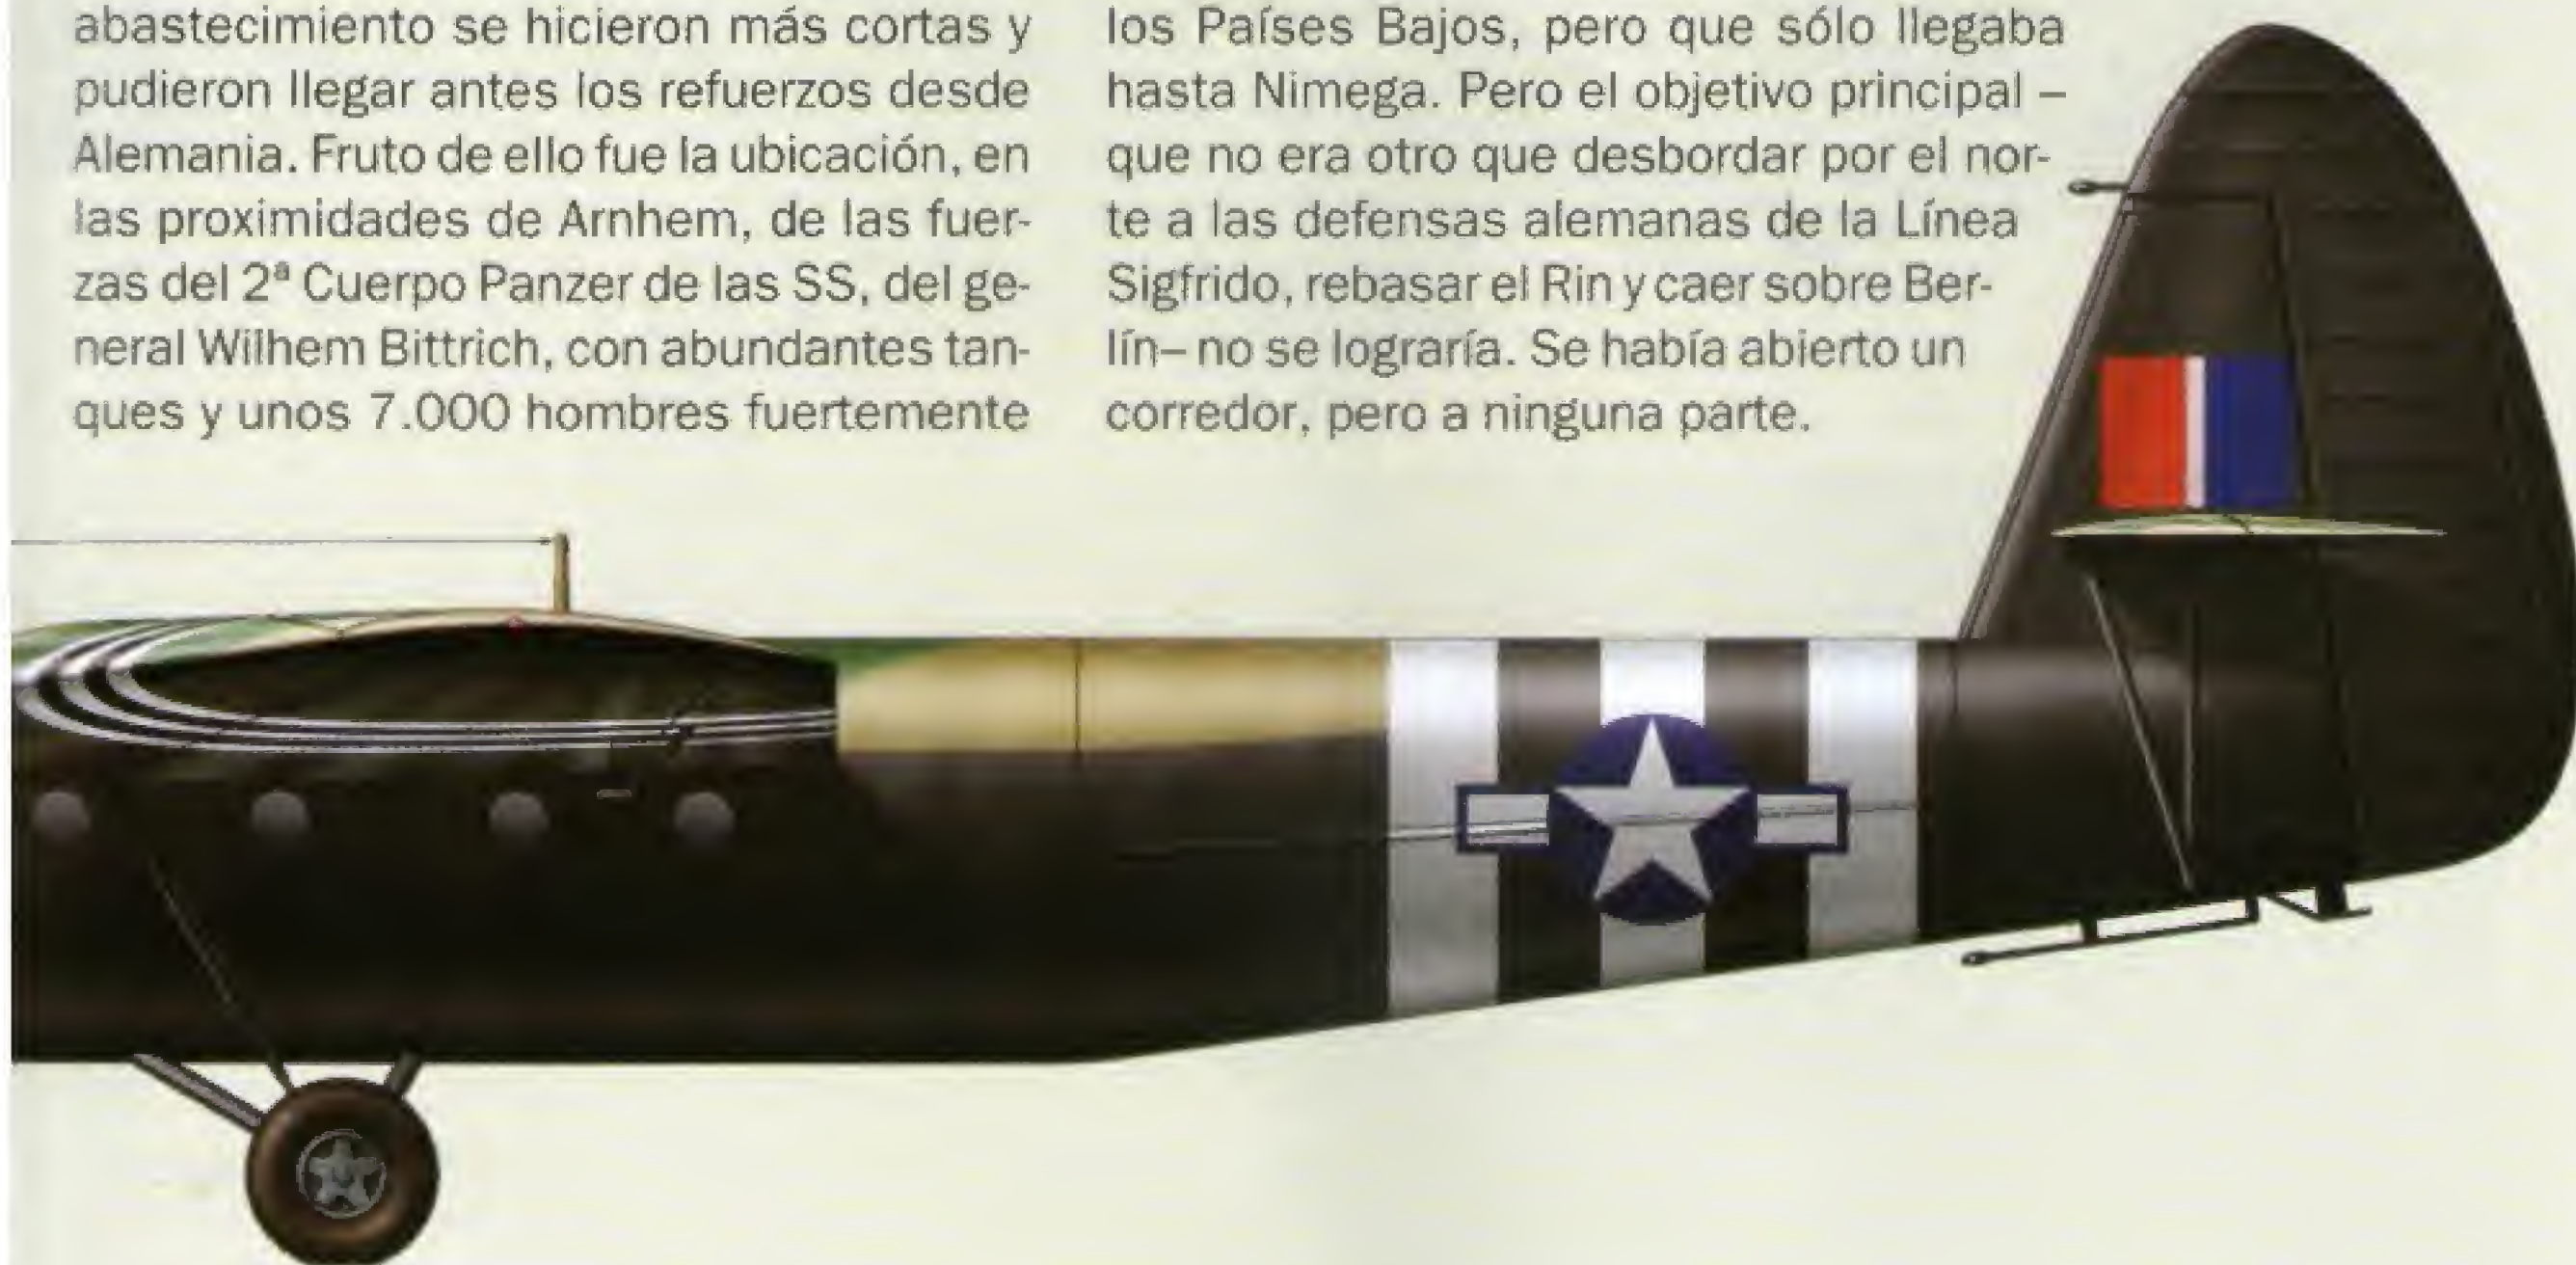 abastecimiento se hicieron más cortas y
pudieron llegar antes los refuerzos desde
Alemania. Fruto de ello fue la ubicación, en
las proximidades de Arnhem, de las fuer-
zas del 2ª Cuerpo Panzer de las SS, del ge-
neral Wilhem Bittrich, con abundantes tan-
ques y unos 7.000 hombres fuertemente
los Países Bajos, pero que sólo llegaba
hasta Nimega. Pero el objetivo principal –
que no era otro que desbordar por el nor-
te a las defensas alemanas de la Línea
Sigfrido, rebasar el Rin y caer sobre Ber-
lín– no se lograría. Se había abierto un
corredor, pero a ninguna parte.